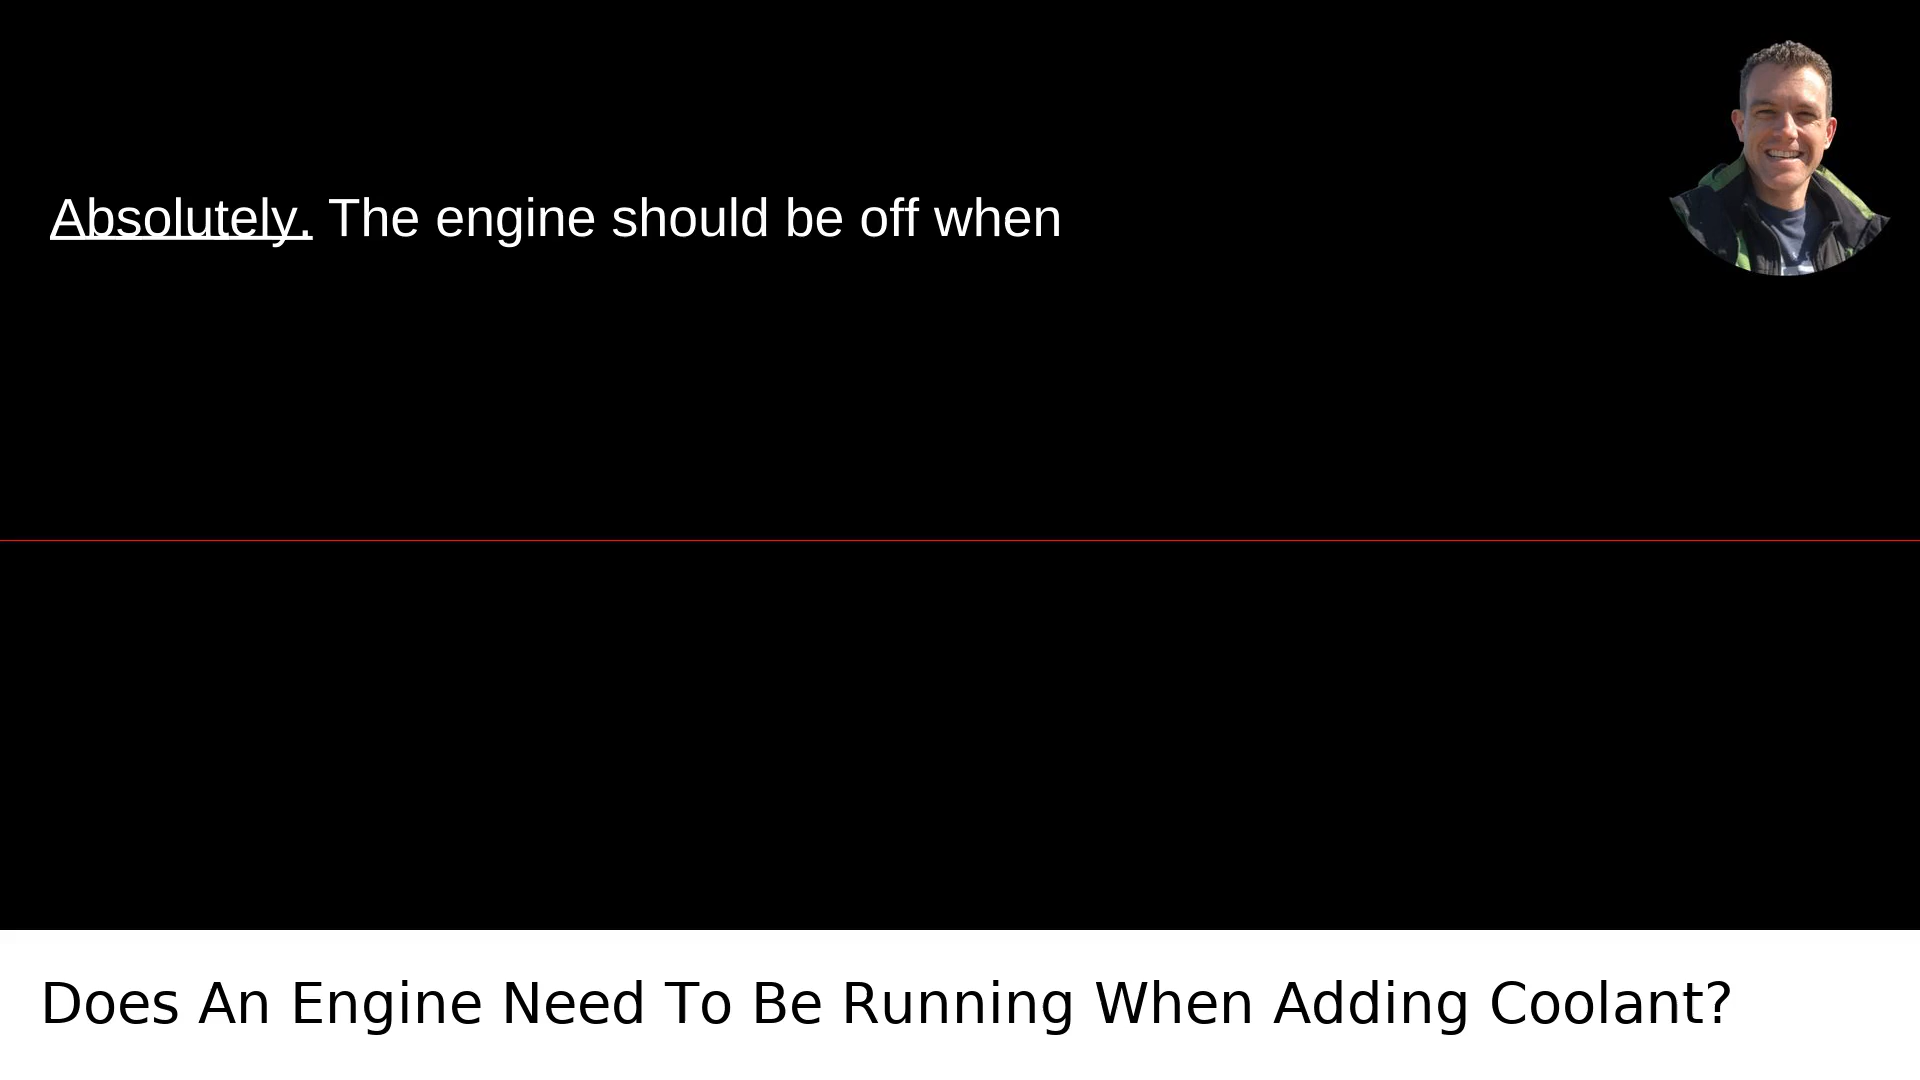 Absolutely. The engine should be off when
Does An Engine Need To Be Running When Adding Coolant?